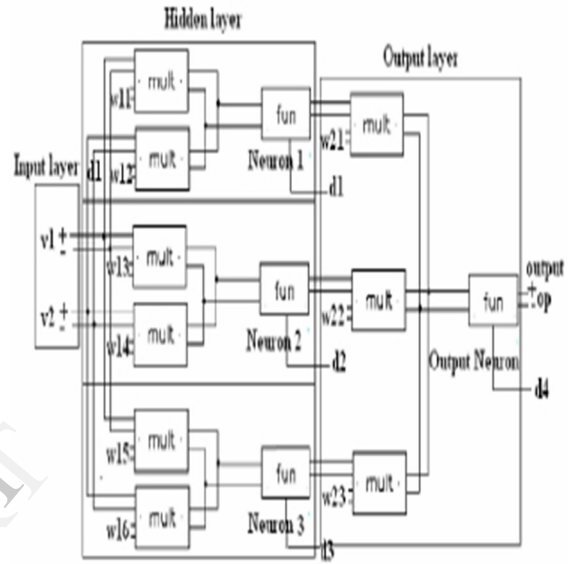 Hidden layer
Output layer
Input layer
mult
w11
fun
mult
w21
d1
w12
mult
Neuron 1
d1
v1 +
-
w13
mult
fun
mult
w22
output
+
-op
fun
v2 +
-
w14
mult
Neuron 2
d2
Output Neuron
d4
w15
mult
fun
mult
w23
w16
mult
Neuron 3
d3